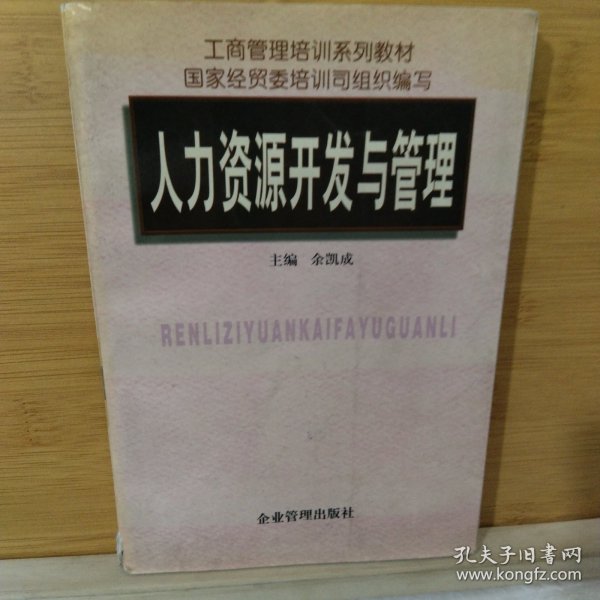 工商管理培训系列教材
国家经贸委培训司组织编写
人力资源开发与管理
主编 余凯成
RENLIZIYUANKAIFAYUGUANLI
企业管理出版社
孔夫子旧书网
www.kongfz.com